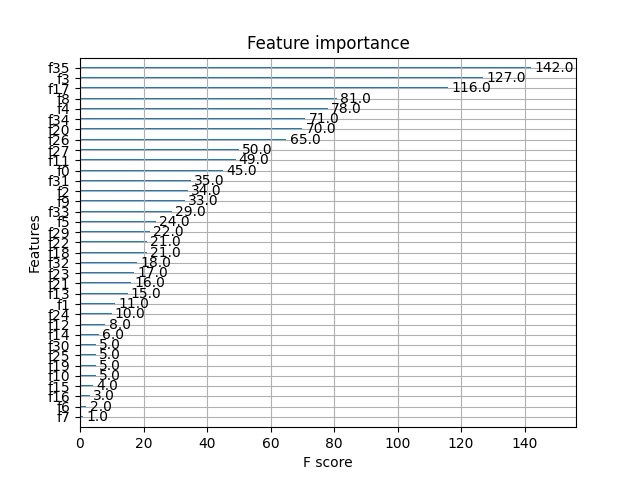 Feature importance
f35 142.0
f3 127.0
f17 116.0
f8 81.0
f4 78.0
f34 71.0
f20 70.0
f26 65.0
f27 50.0
f11 49.0
f0 45.0
f31 35.0
f2 34.0
f9 33.0
f33 29.0
f5 24.0
f29 22.0
f22 21.0
f18 21.0
f32 18.0
f23 17.0
f21 16.0
f13 15.0
f1 11.0
f24 10.0
f12 8.0
f14 6.0
f30 5.0
f25 5.0
f19 5.0
f10 5.0
f15 4.0
f16 3.0
f6 2.0
f7 1.0
Features
0 20 40 60 80 100 120 140
F score